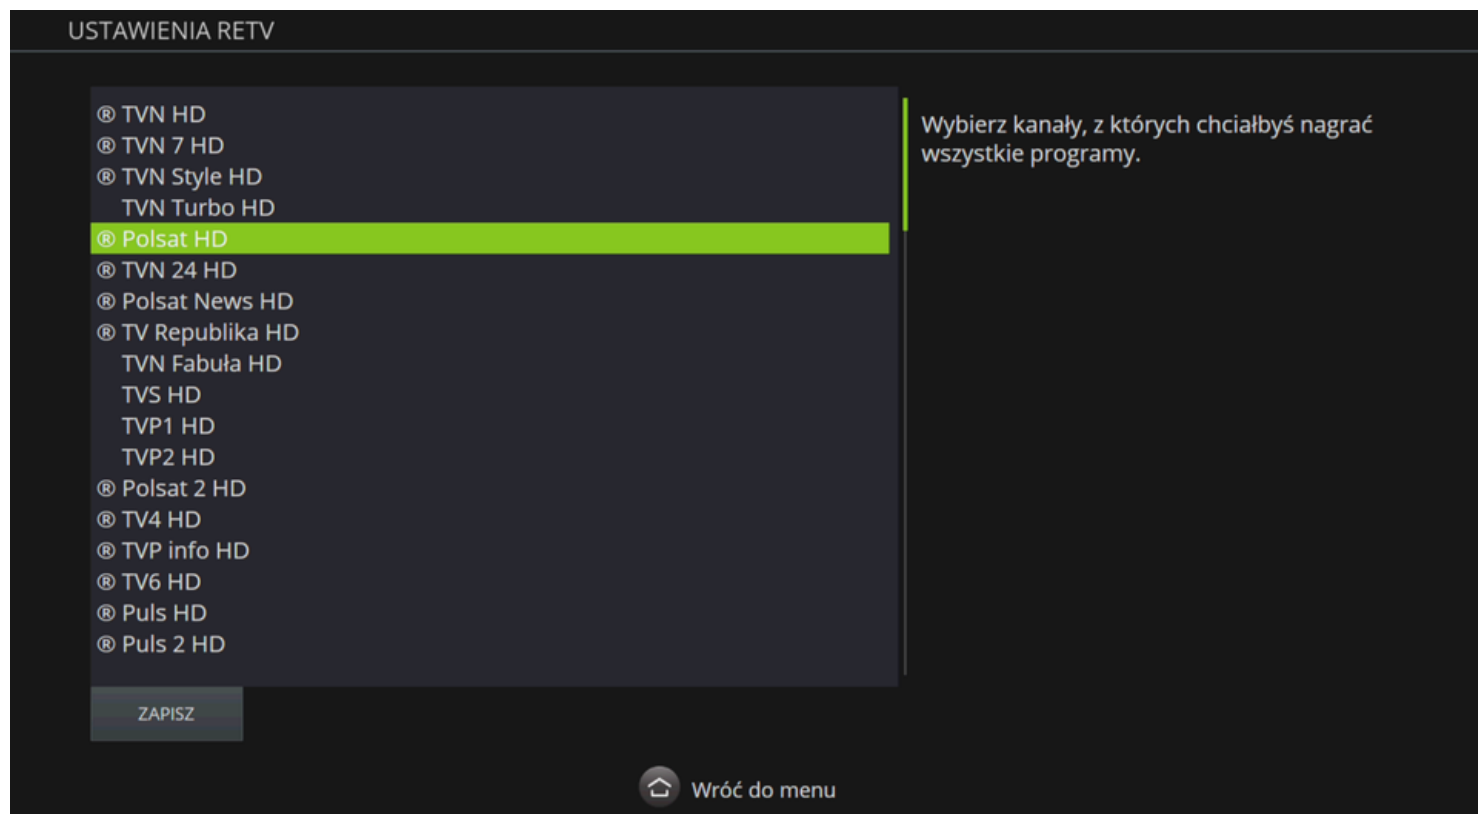 USTAWIENIA RETV
® TVN HD
® TVN 7 HD
® TVN Style HD
TVN Turbo HD
® Polsat HD
® TVN 24 HD
® Polsat News HD
® TV Republika HD
TVN Fabuła HD
TVS HD
TVP1 HD
TVP2 HD
® Polsat 2 HD
® TV4 HD
® TVP info HD
® TV6 HD
® Puls HD
® Puls 2 HD
Wybierz kanały, z których chciałbyś nagrać
wszystkie programy.
ZAPISZ
Wróć do menu